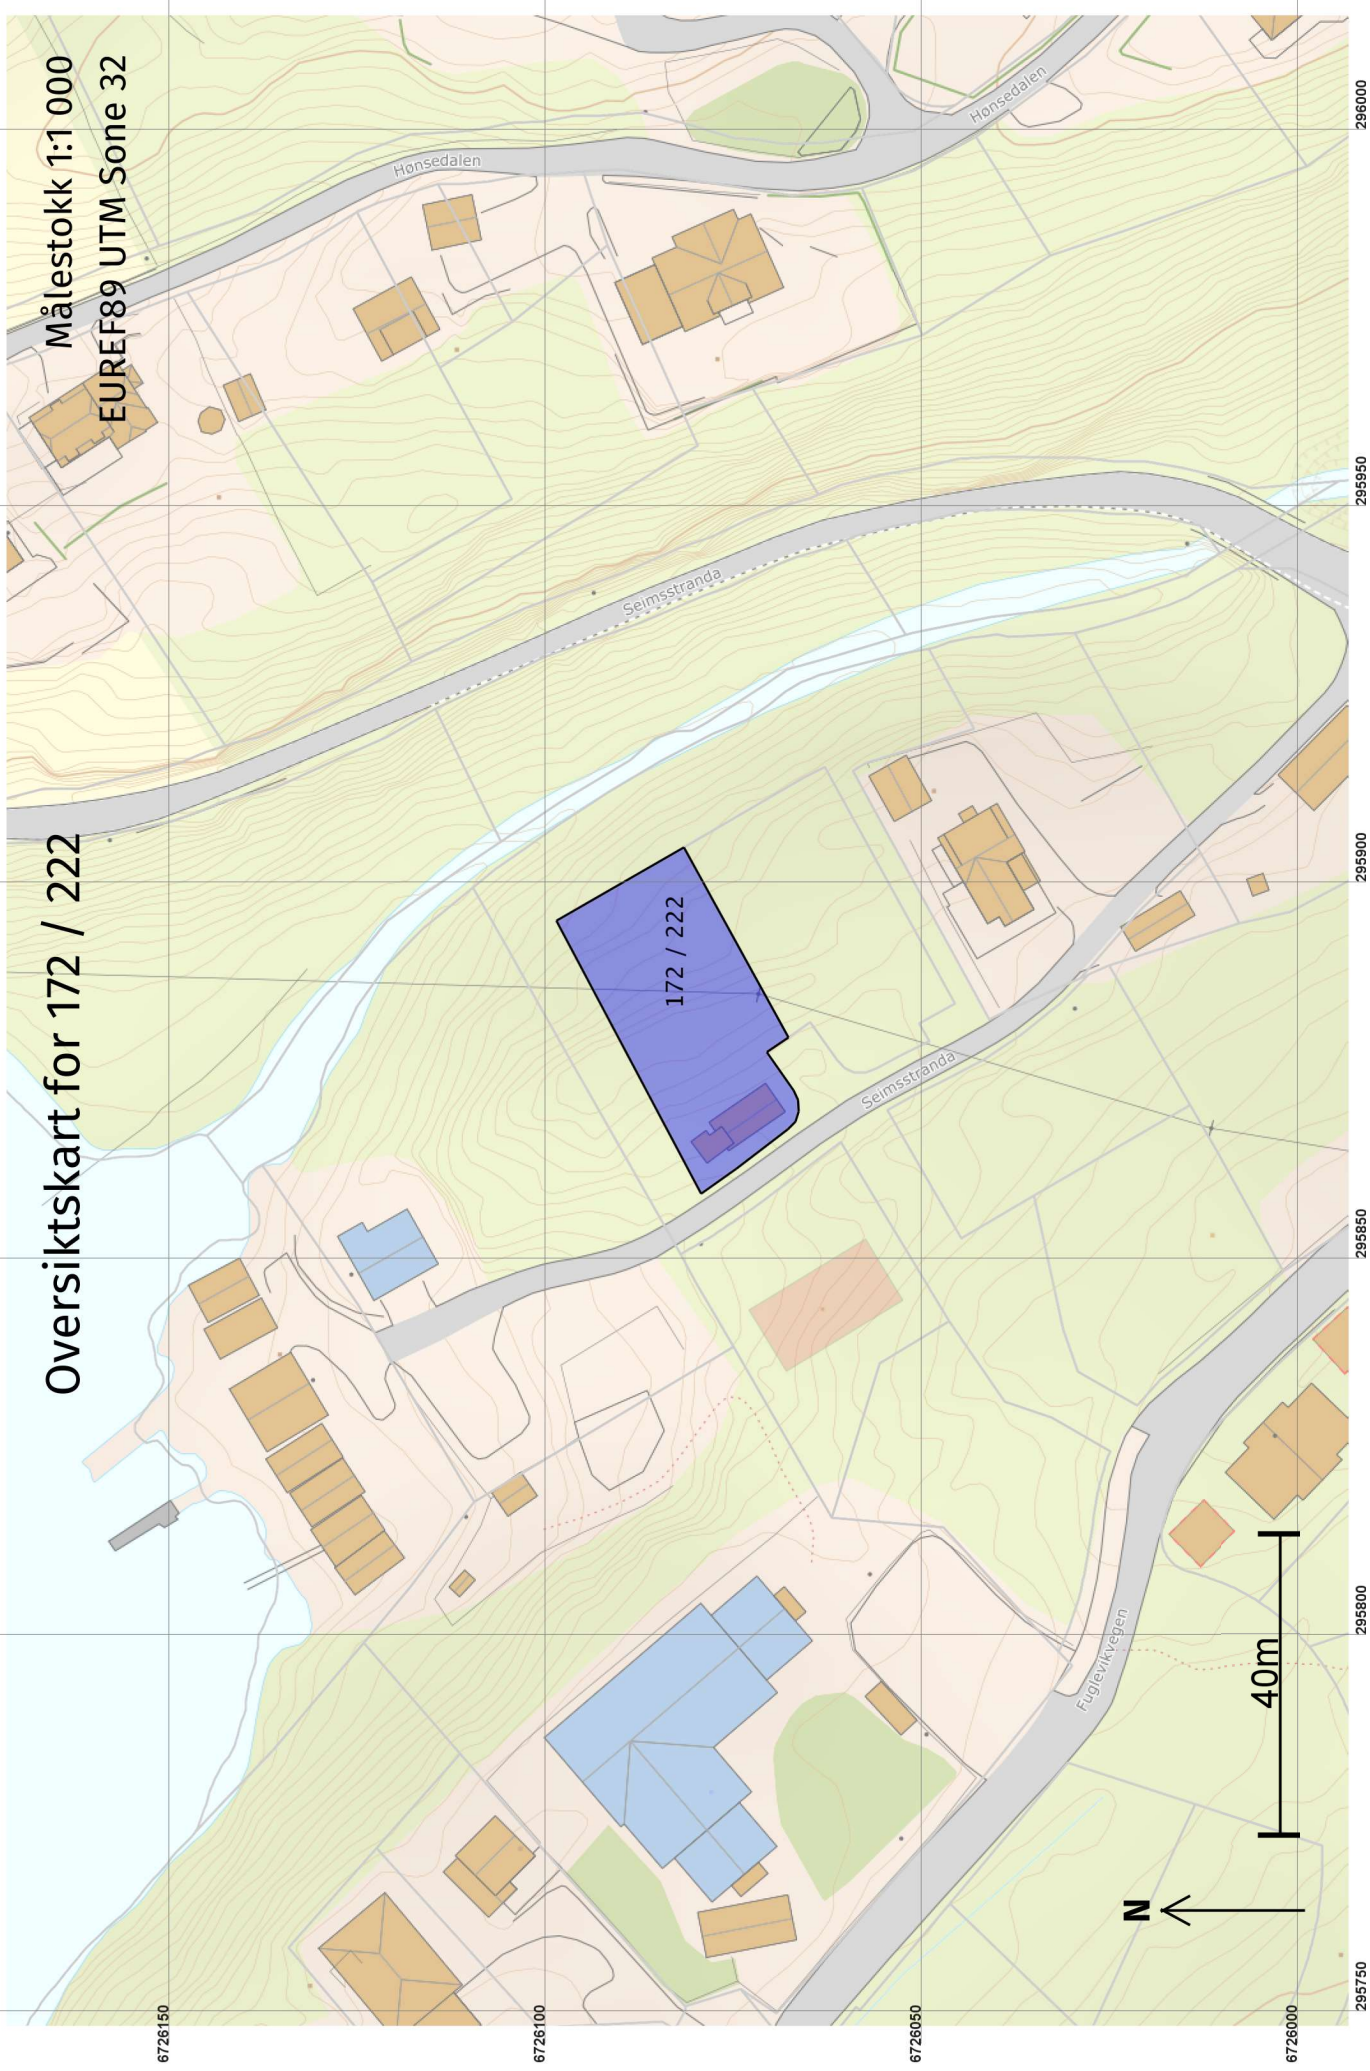 Oversiktskart for 172 / 222
Målestokk 1:1 000
EUREF89 UTM Sone 32
Hønsedalen
Hønsedalen
Seimsstranda
172 / 222
Seimsstranda
Fuglevikvegen
N
40m
6726150
6726100
6726050
6726000
295750
295800
295850
295900
295950
296000